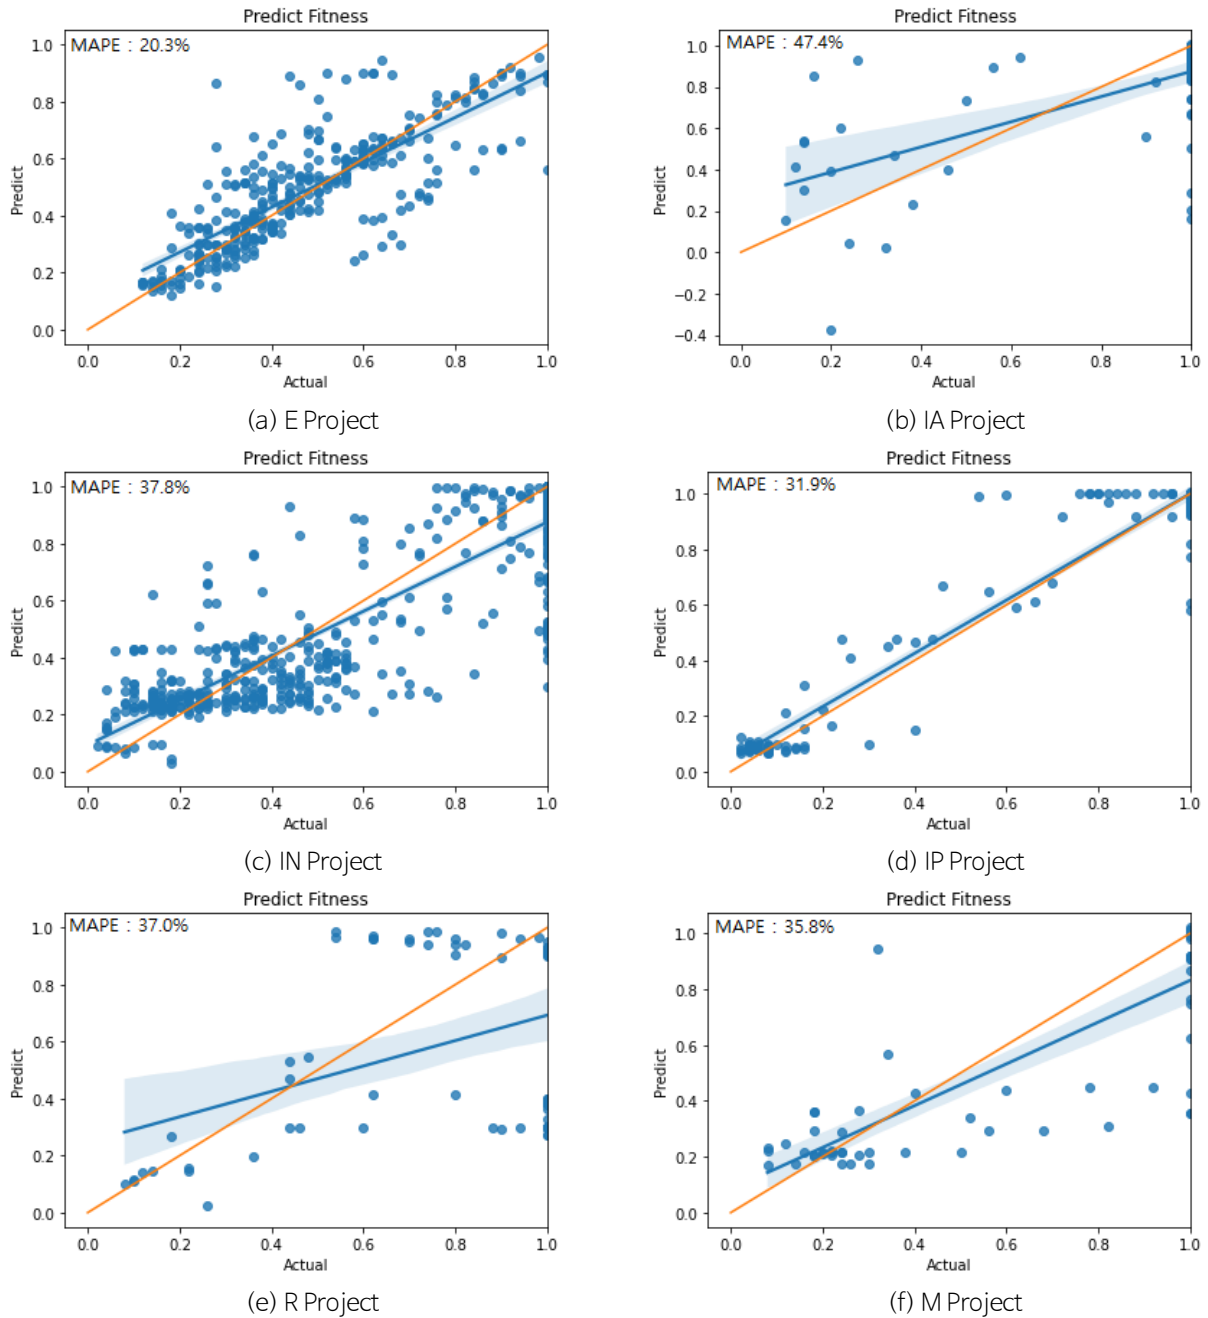 Predict Fitness
MAPE : 20.3%
1.0
0.8
0.6
0.4
0.2
0.0
Predict
0.0 0.2 0.4 0.6 0.8 1.0
Actual
(a) E Project
Predict Fitness
MAPE : 47.4%
1.0
0.8
0.6
0.4
0.2
0.0
−0.2
−0.4
Predict
0.0 0.2 0.4 0.6 0.8 1.0
Actual
(b) IA Project
Predict Fitness
MAPE : 37.8%
1.0
0.8
0.6
0.4
0.2
0.0
Predict
0.0 0.2 0.4 0.6 0.8 1.0
Actual
(c) IN Project
Predict Fitness
MAPE : 31.9%
1.0
0.8
0.6
0.4
0.2
0.0
Predict
0.0 0.2 0.4 0.6 0.8 1.0
Actual
(d) IP Project
Predict Fitness
MAPE : 37.0%
1.0
0.8
0.6
0.4
0.2
0.0
Predict
0.0 0.2 0.4 0.6 0.8 1.0
Actual
(e) R Project
Predict Fitness
MAPE : 35.8%
1.0
0.8
0.6
0.4
0.2
0.0
Predict
0.0 0.2 0.4 0.6 0.8 1.0
Actual
(f) M Project